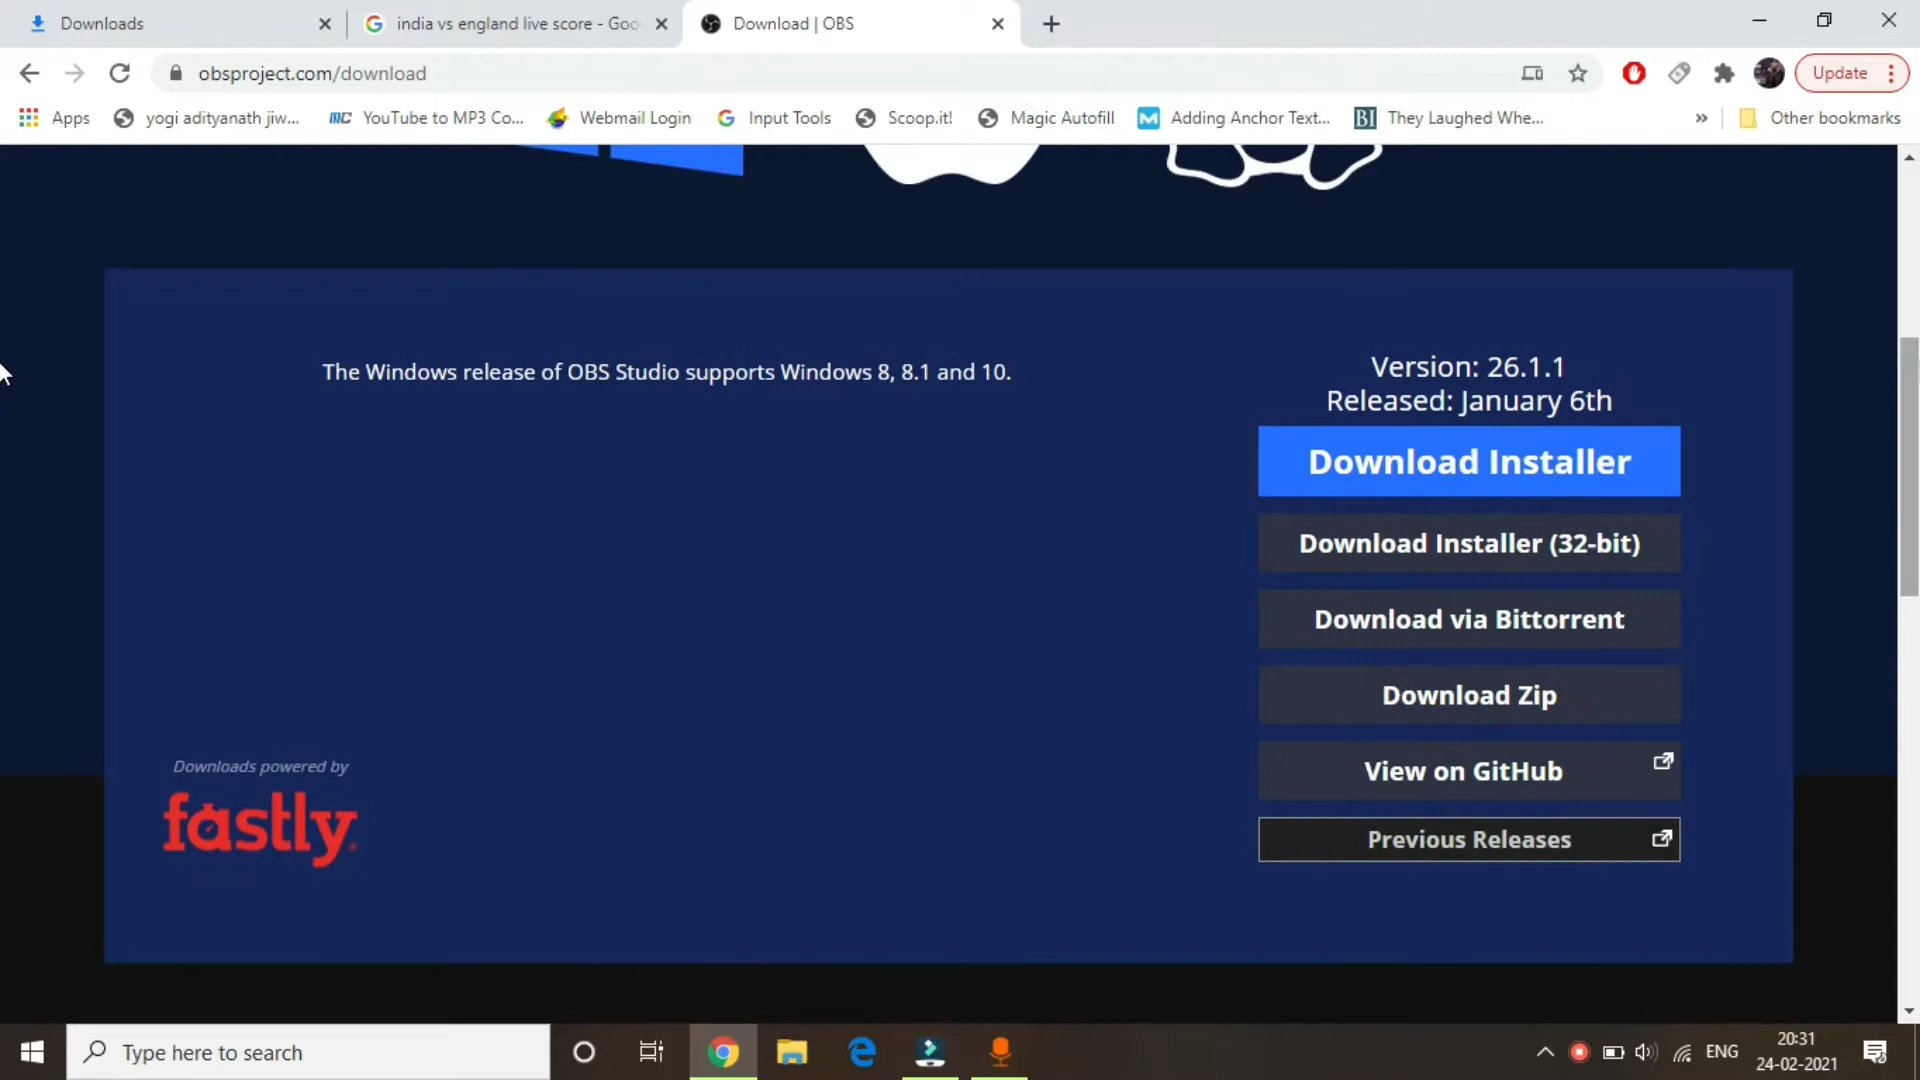 Downloads
india vs england live score - Goo
Download | OBS
obsproject.com/download
Update
Apps
yogi adityanath jiw...
MC YouTube to MP3 Co...
Webmail Login
Input Tools
Scoop.it!
Magic Autofill
Adding Anchor Text...
BI They Laughed Whe...
»
Other bookmarks
The Windows release of OBS Studio supports Windows 8, 8.1 and 10.
Version: 26.1.1
Released: January 6th
Download Installer
Download Installer (32-bit)
Download via Bittorrent
Download Zip
View on GitHub
Previous Releases
Downloads powered by
fastly
Type here to search
ENG
20:31
24-02-2021